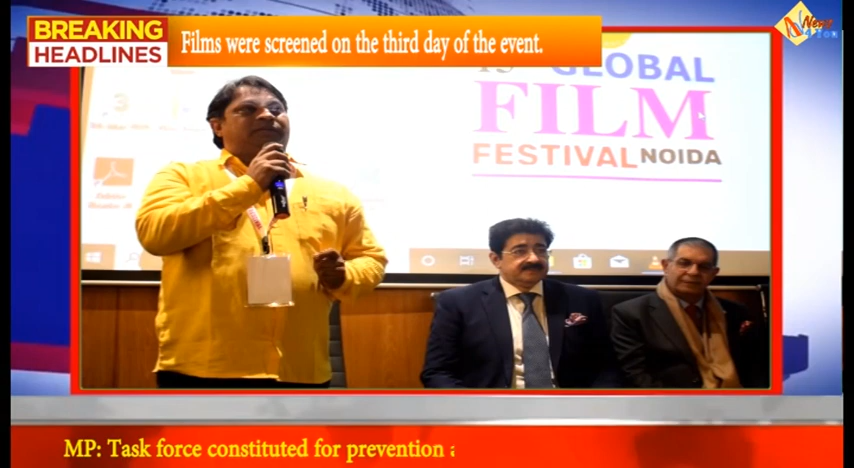 BREAKING
HEADLINES
Films were screened on the third day of the event.
News
GLOBAL
FILM
FESTIVAL NOIDA
MP: Task force constituted for prevention